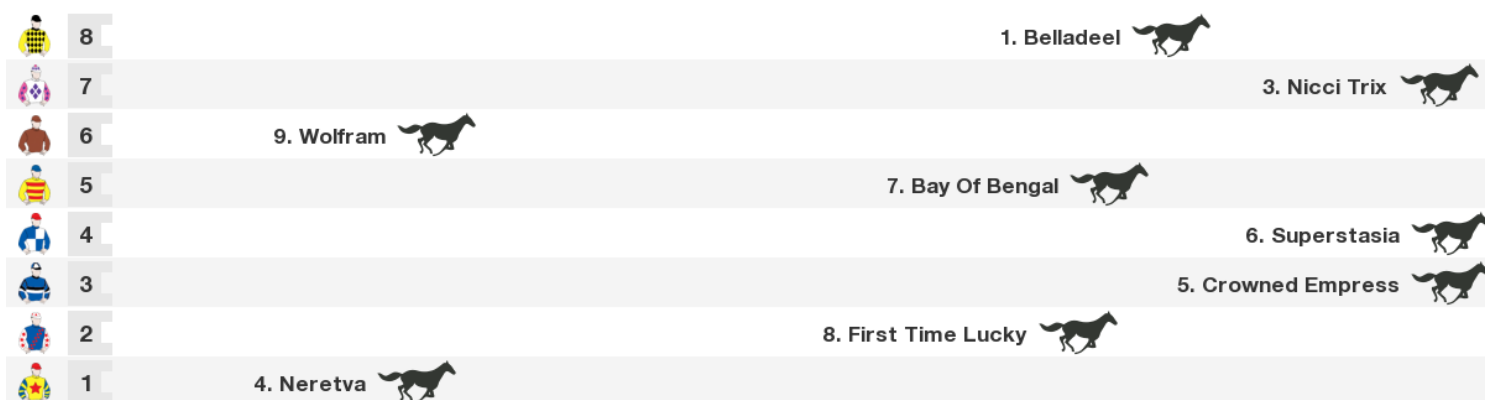 8 1. Belladeel
7 3. Nicci Trix
6 9. Wolfram
5 7. Bay Of Bengal
4 6. Superstasia
3 5. Crowned Empress
2 8. First Time Lucky
1 4. Neretva